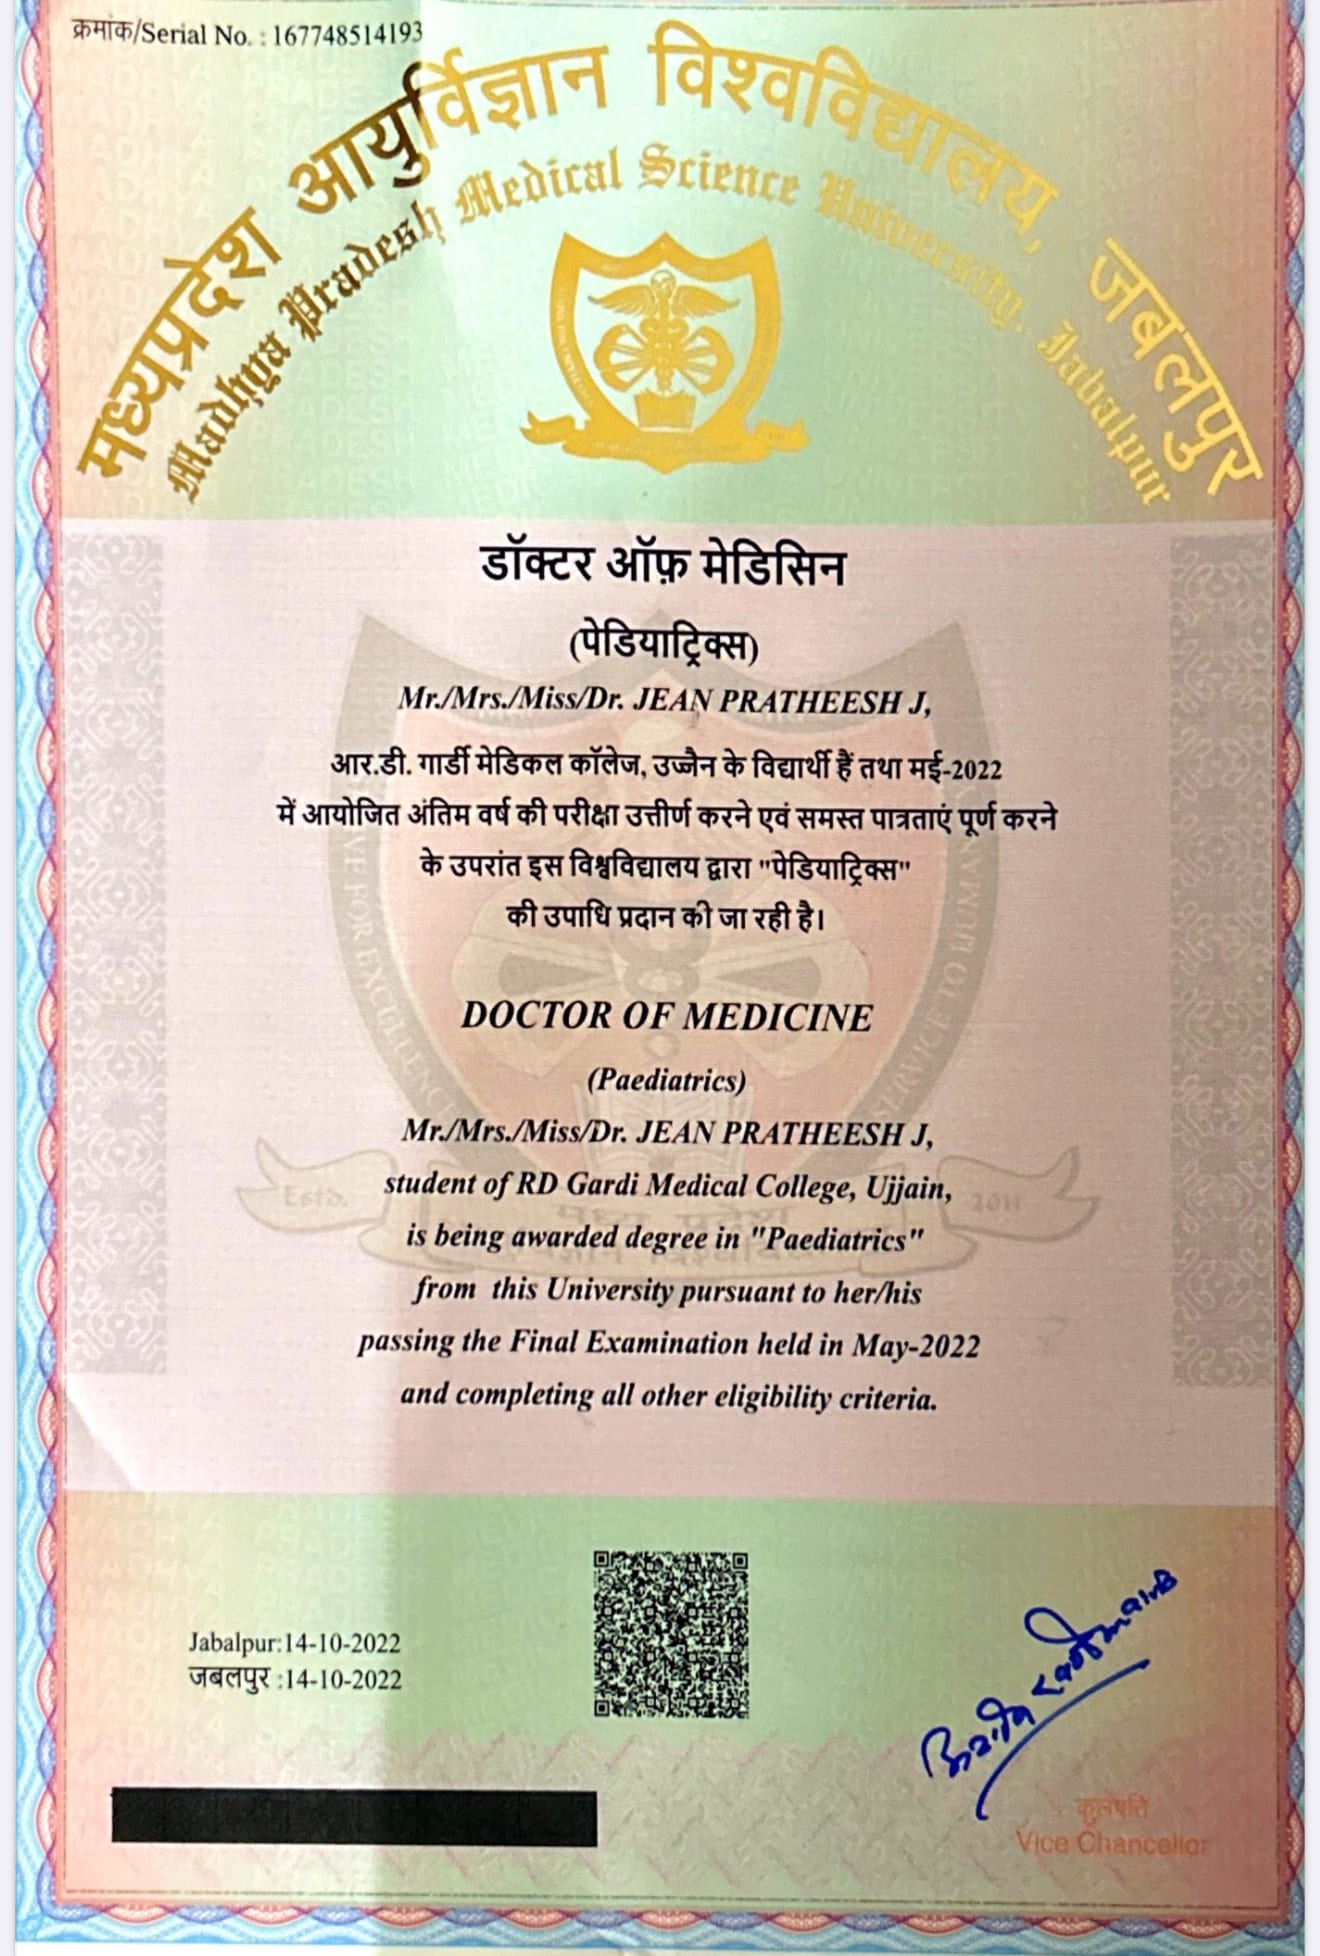 क्रमांक/Serial No. : 167748514193
मध्यप्रदेश आयुर्विज्ञान विश्वविद्यालय, जबलपुर
Madhya Pradesh Medical Science University, Jabalpur
डॉक्टर ऑफ़ मेडिसिन
(पेडियाट्रिक्स)
Mr./Mrs./Miss/Dr. JEAN PRATHEESH J,
आर.डी. गार्डी मेडिकल कॉलेज, उज्जैन के विद्यार्थी हैं तथा मई-2022
में आयोजित अंतिम वर्ष की परीक्षा उत्तीर्ण करने एवं समस्त पात्रताएं पूर्ण करने
के उपरांत इस विश्वविद्यालय द्वारा "पेडियाट्रिक्स"
की उपाधि प्रदान की जा रही है।
DOCTOR OF MEDICINE
(Paediatrics)
Mr./Mrs./Miss/Dr. JEAN PRATHEESH J,
student of RD Gardi Medical College, Ujjain,
Estd. 2011
is being awarded degree in "Paediatrics"
from this University pursuant to her/his
passing the Final Examination held in May-2022
and completing all other eligibility criteria.
Jabalpur:14-10-2022
जबलपुर :14-10-2022
कुलपति
Vice Chancellor